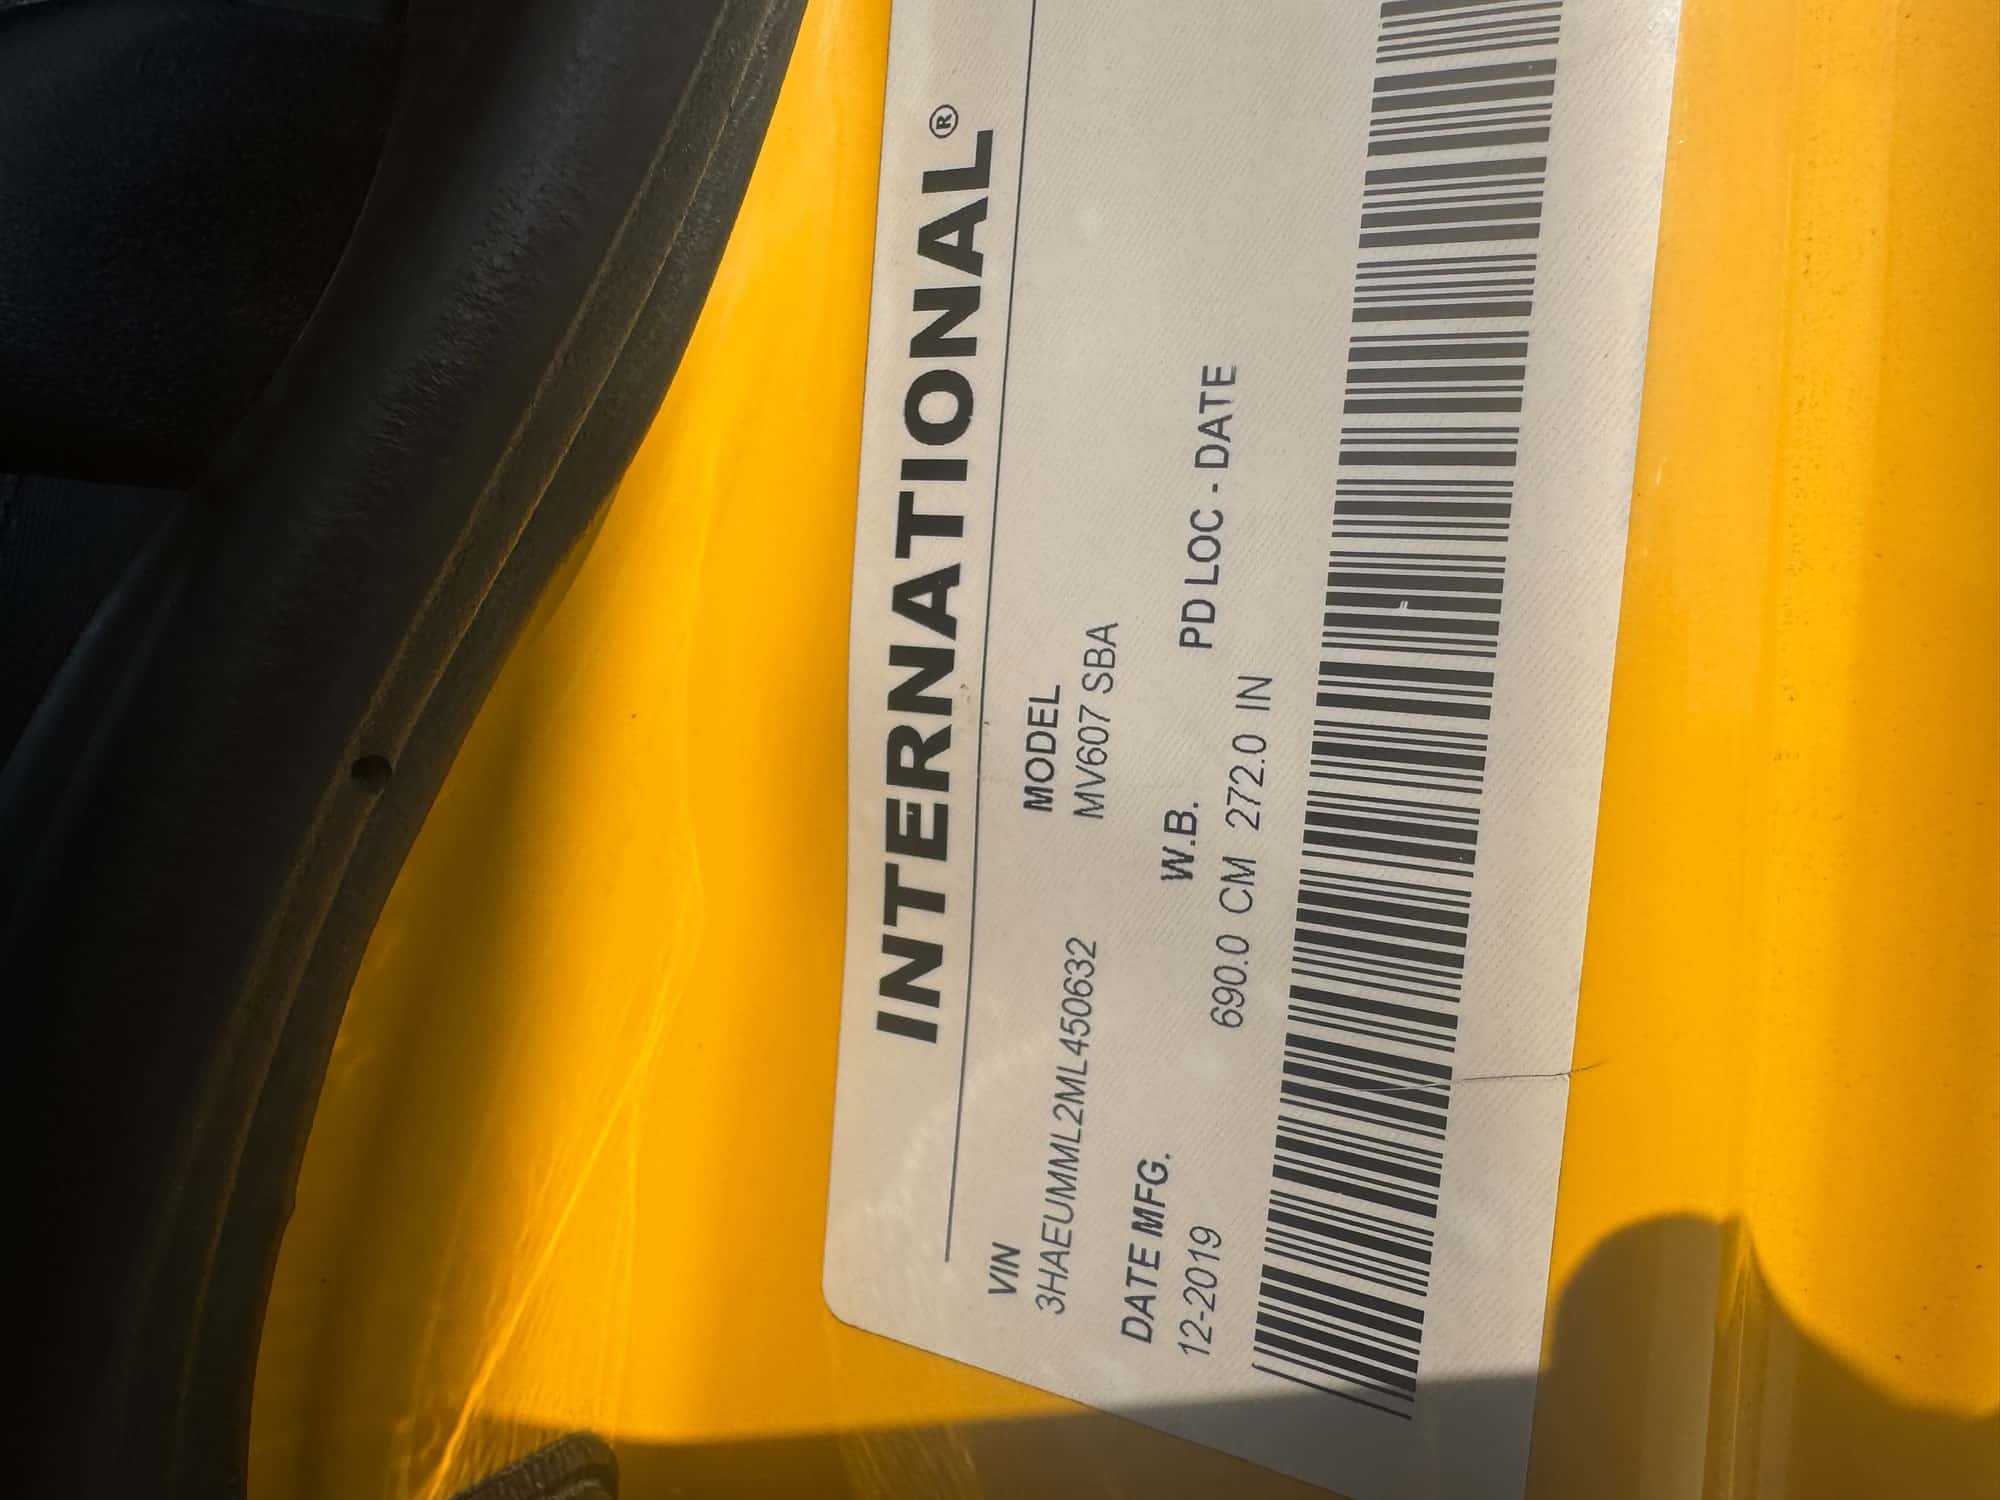 INTERNATIONAL®
VIN MODEL
3HAEUMML2ML450632 MV607 SBA
DATE MFG. W.B. PD LOC - DATE
12-2019 690.0 CM 272.0 IN